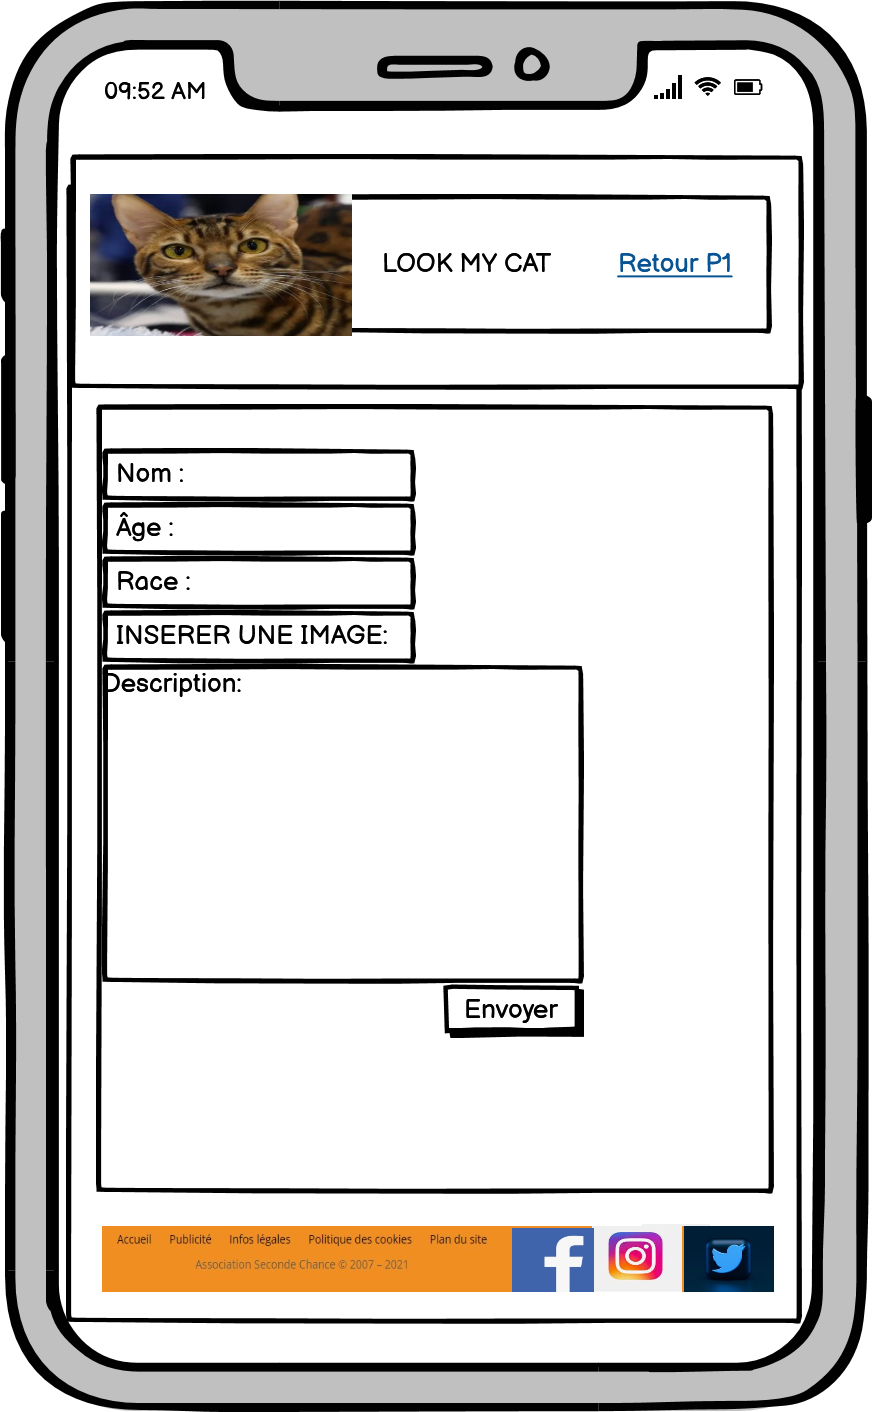 09:52 AM
LOOK MY CAT
Retour P1
Nom :
Âge :
Race :
INSERER UNE IMAGE:
Description:
Envoyer
Accueil Publicité Infos légales Politique des cookies Plan du site
Association Seconde Chance © 2007 – 2021